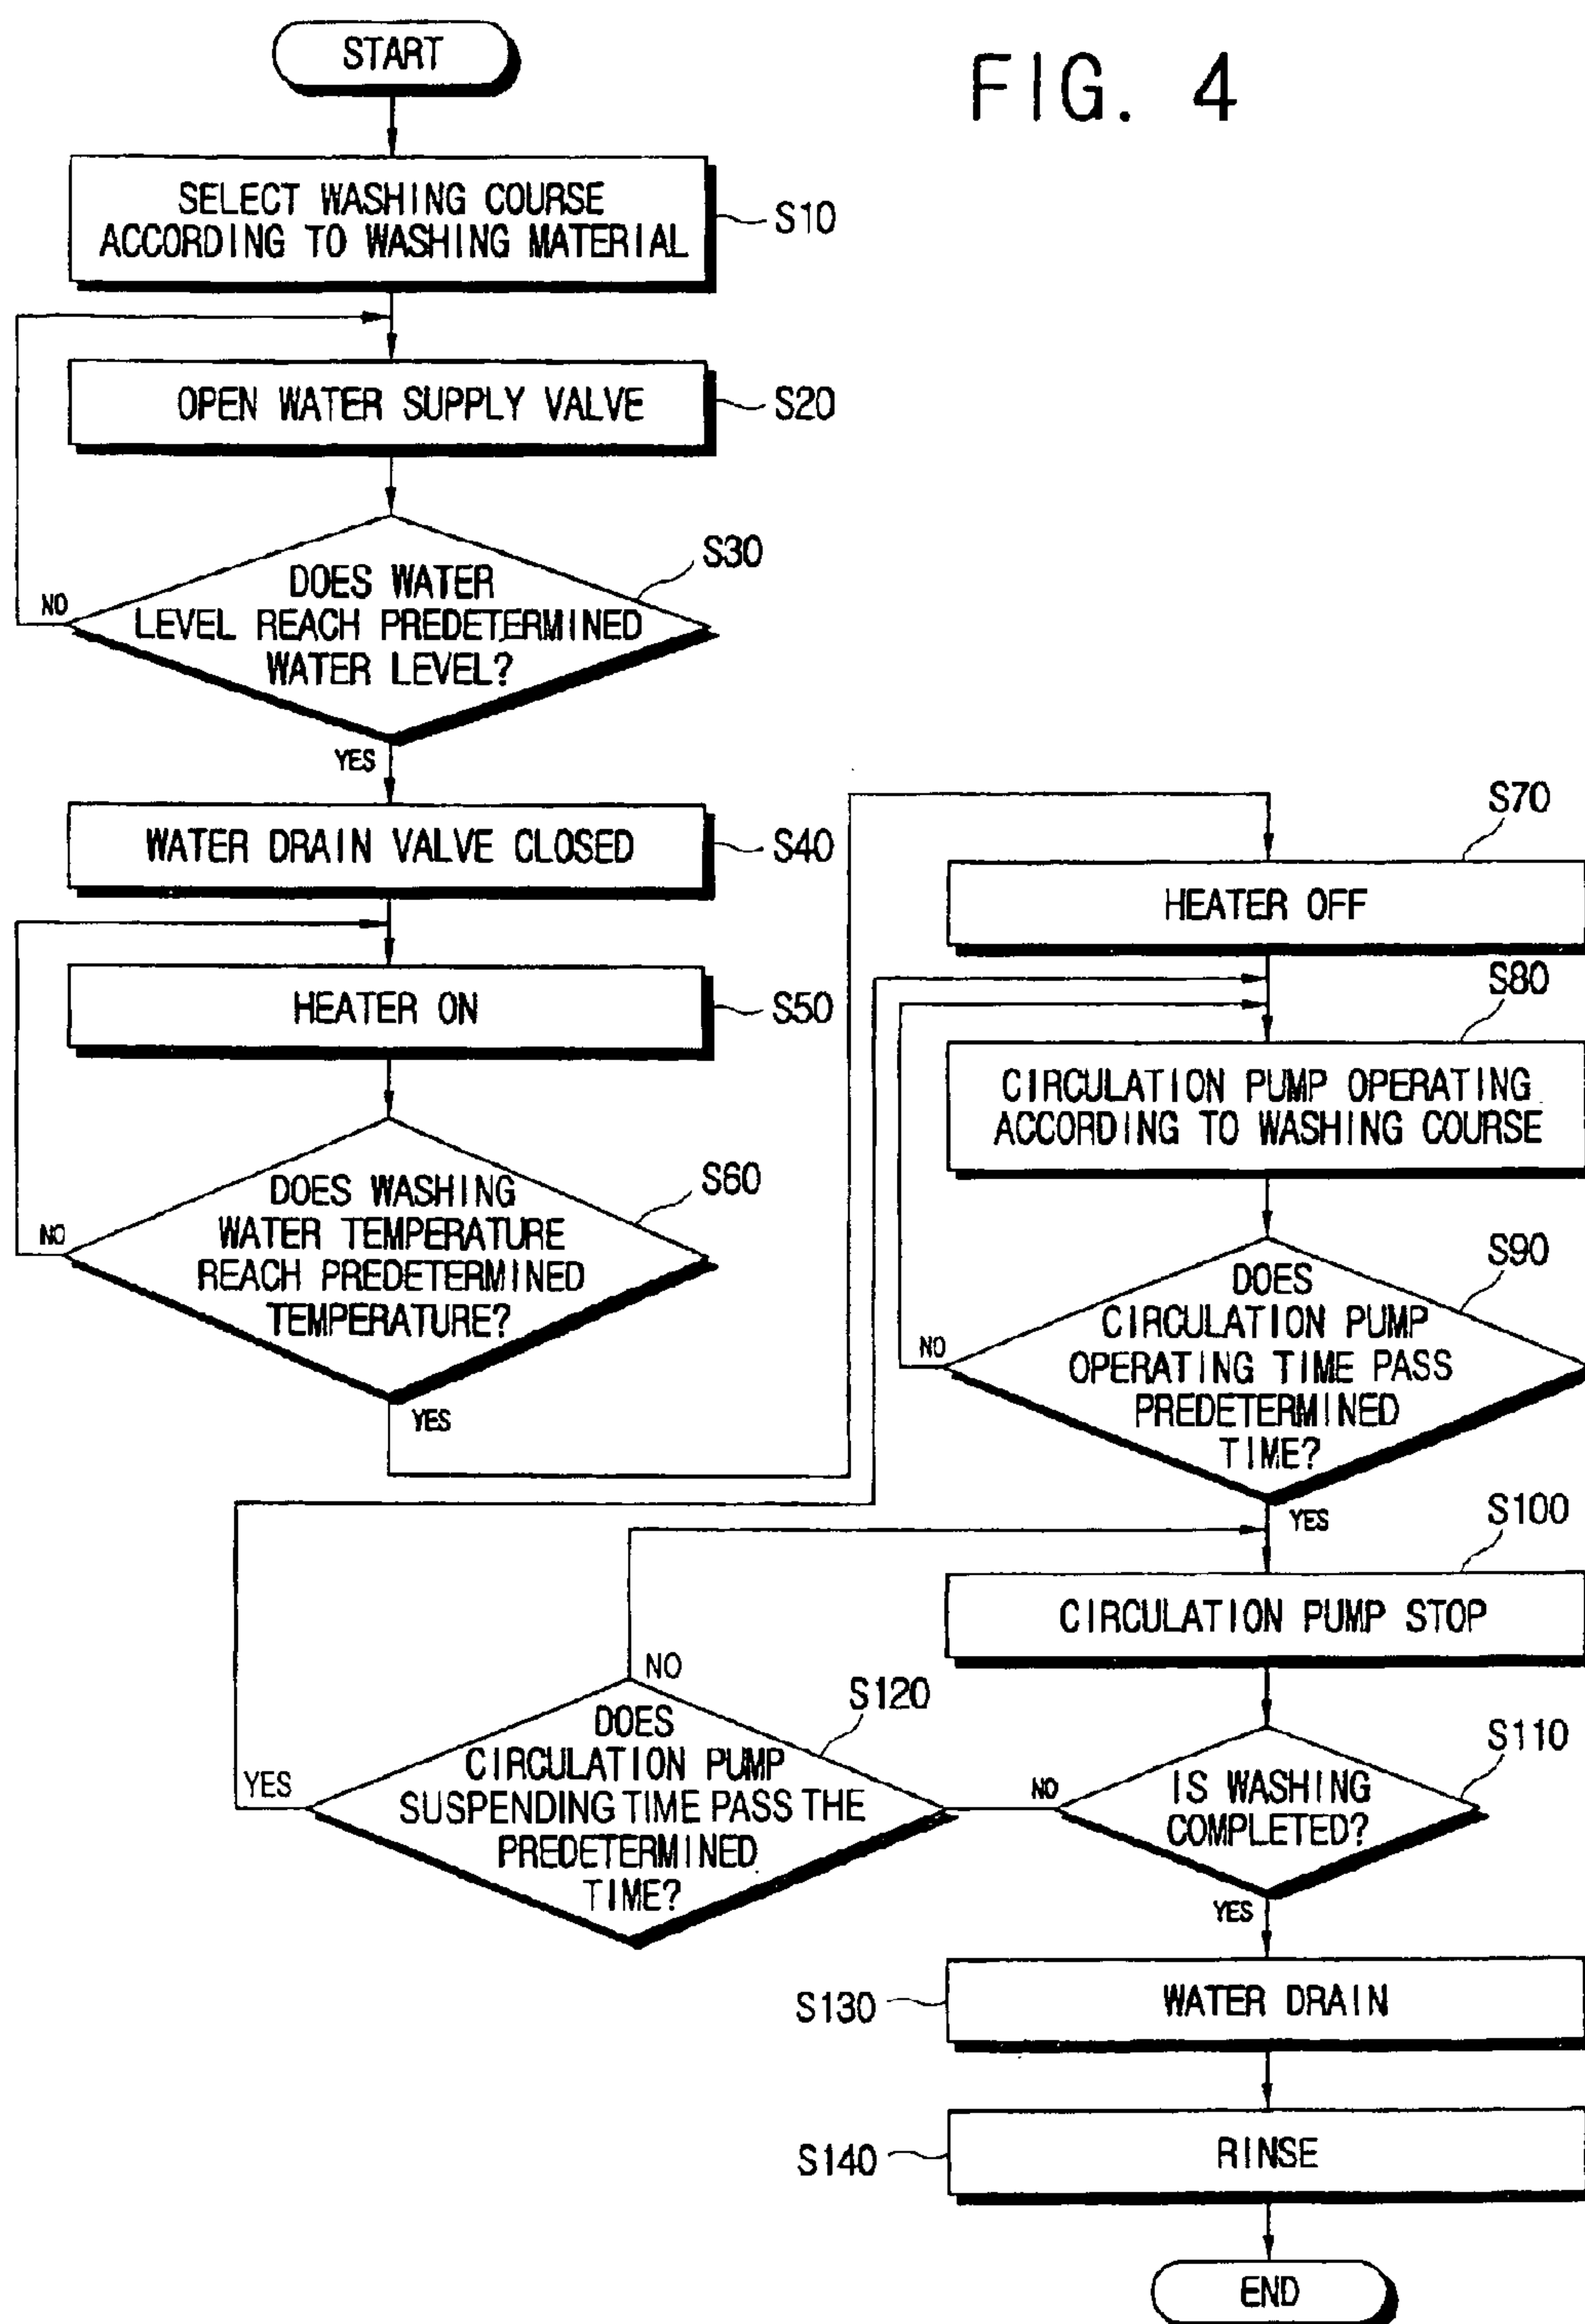 FIG. 4
START
SELECT WASHING COURSE
ACCORDING TO WASHING MATERIAL
S10
OPEN WATER SUPPLY VALVE
S20
DOES WATER
LEVEL REACH PREDETERMINED
WATER LEVEL?
S30
NO
YES
WATER DRAIN VALVE CLOSED
S40
HEATER ON
S50
DOES WASHING
WATER TEMPERATURE
REACH PREDETERMINED
TEMPERATURE?
S60
NO
YES
HEATER OFF
S70
CIRCULATION PUMP OPERATING
ACCORDING TO WASHING COURSE
S80
DOES
CIRCULATION PUMP
OPERATING TIME PASS
PREDETERMINED
TIME?
S90
NO
YES
CIRCULATION PUMP STOP
S100
IS WASHING
COMPLETED?
S110
NO
YES
DOES
CIRCULATION PUMP
SUSPENDING TIME PASS THE
PREDETERMINED
TIME?
S120
NO
YES
WATER DRAIN
S130
RINSE
S140
END